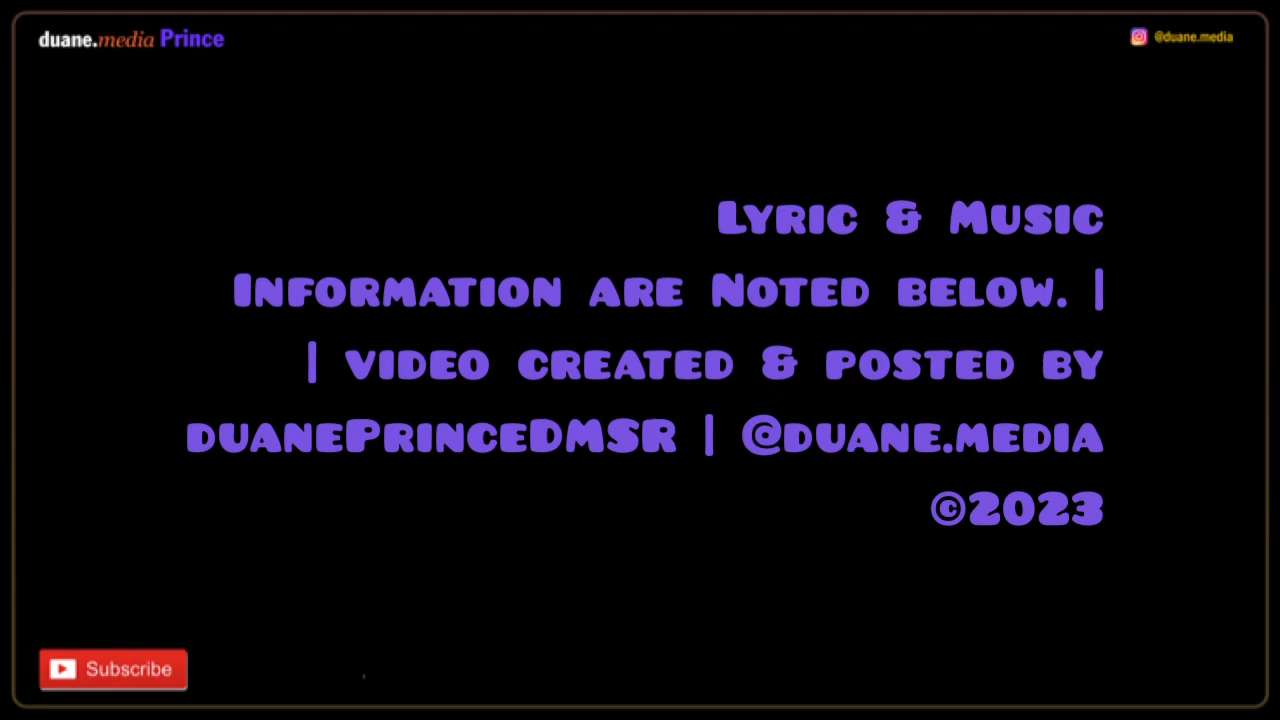 duane.media Prince
@duane.media
Lyric & Music
Information are Noted below. |
| video created & posted by
duanePrinceDMSR | @duane.media
©2023
Subscribe